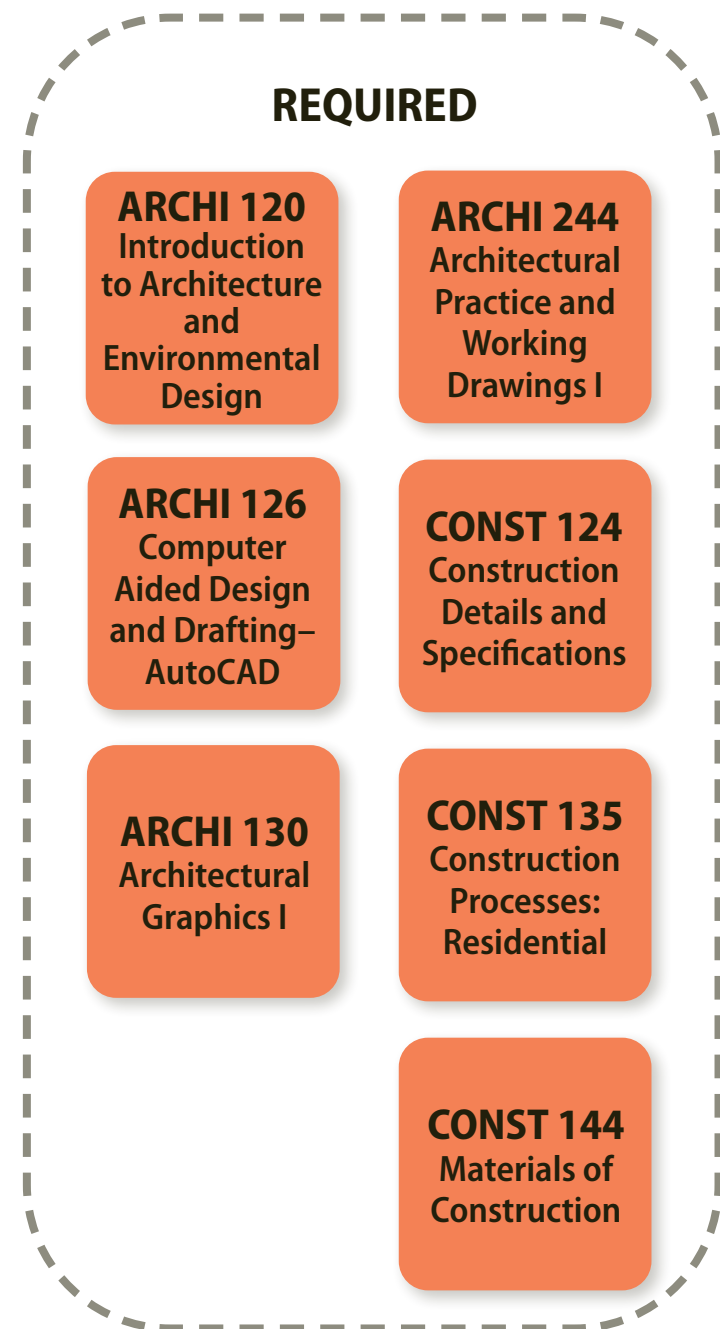 REQUIRED
ARCHI 120
Introduction
to Architecture
and
Environmental
Design
ARCHI 126
Computer
Aided Design
and Drafting–
AutoCAD
ARCHI 130
Architectural
Graphics I
ARCHI 244
Architectural
Practice and
Working
Drawings I
CONST 124
Construction
Details and
Specifications
CONST 135
Construction
Processes:
Residential
CONST 144
Materials of
Construction